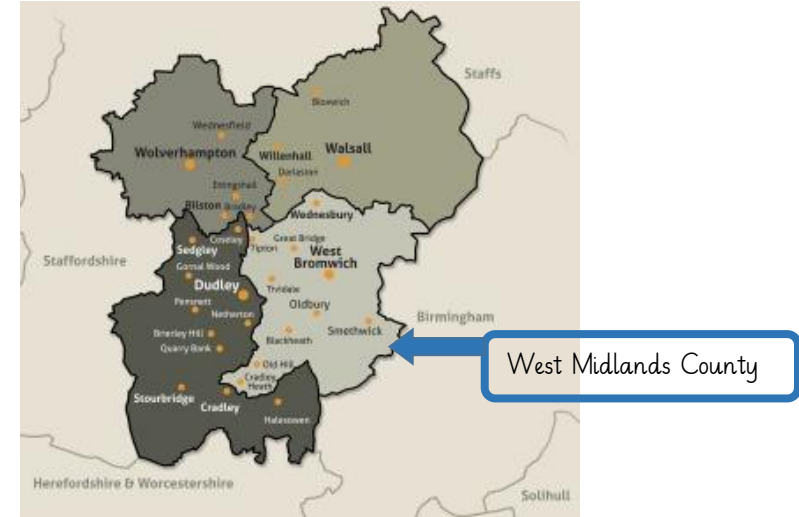 Staffs
Bloxwich
Wednesfield
Wolverhampton
Willenhall
Walsall
Darlaston
Ettingshall
Bilston
Bradley
Wednesbury
Coseley
Tipton
Great Bridge
Sedgley
West
Bromwich
Staffordshire
Gornal Wood
Dudley
Tividale
Pensnett
Oldbury
Netherton
Birmingham
Smethwick
Brierley Hill
Blackheath
Quarry Bank
West Midlands County
Old Hill
Cradley
Heath
Stourbridge
Cradley
Halesowen
Herefordshire & Worcestershire
Solihull